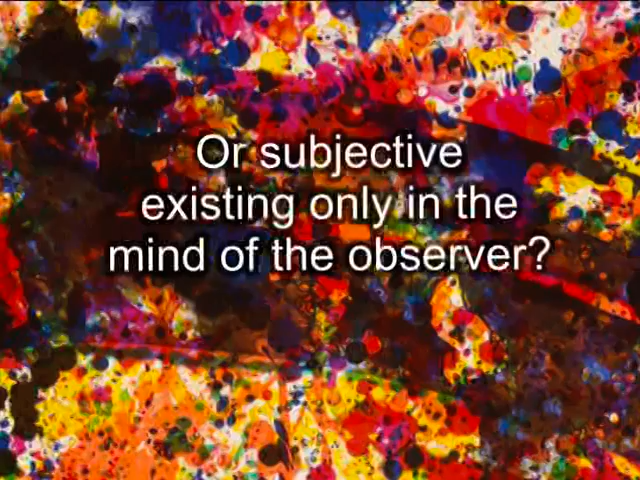 Or subjective
existing only in the
mind of the observer?